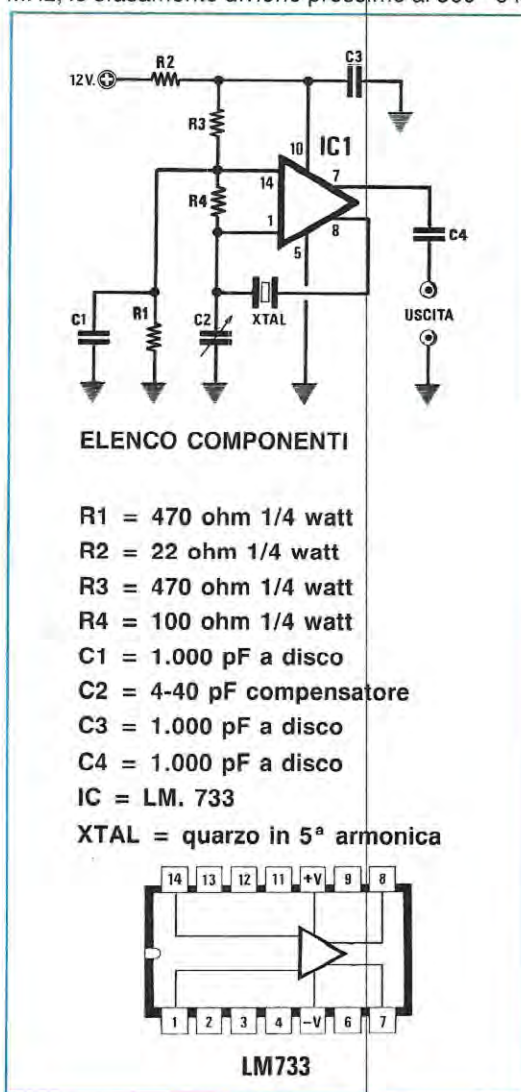 12V.
R2
C3
R3
IC1
10
14
7
R4
8
1
5
C4
C1
R1
C2
XTAL
USCITA
ELENCO COMPONENTI
R1 = 470 ohm 1/4 watt
R2 = 22 ohm 1/4 watt
R3 = 470 ohm 1/4 watt
R4 = 100 ohm 1/4 watt
C1 = 1.000 pF a disco
C2 = 4-40 pF compensatore
C3 = 1.000 pF a disco
C4 = 1.000 pF a disco
IC = LM. 733
XTAL = quarzo in 5ª armonica
14 13 12 11 +V 9 8
1 2 3 4 -V 6 7
LM733